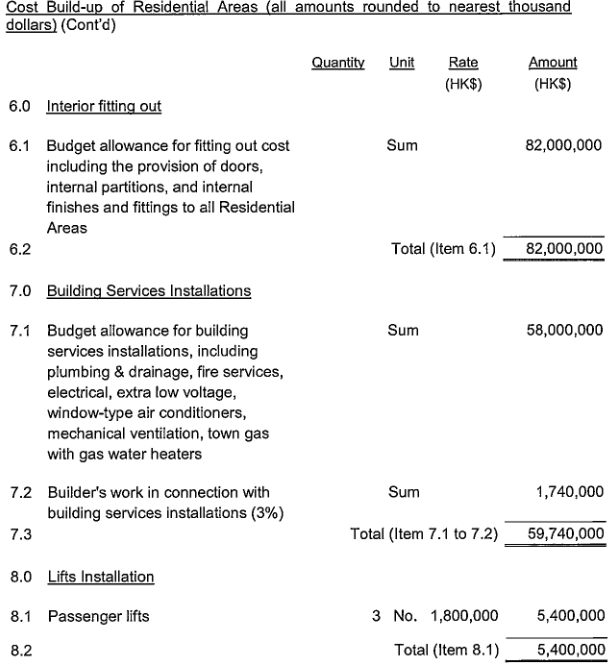 Cost Build-up of Residential Areas (all amounts rounded to nearest thousand
dollars) (Cont'd)
Quantity Unit Rate Amount
(HK$) (HK$)
6.0 Interior fitting out
6.1 Budget allowance for fitting out cost Sum 82,000,000
including the provision of doors,
internal partitions, and internal
finishes and fittings to all Residential
Areas
6.2 Total (Item 6.1) 82,000,000
7.0 Building Services Installations
7.1 Budget allowance for building Sum 58,000,000
services installations, including
plumbing & drainage, fire services,
electrical, extra low voltage,
window-type air conditioners,
mechanical ventilation, town gas
with gas water heaters
7.2 Builder's work in connection with Sum 1,740,000
building services installations (3%)
7.3 Total (Item 7.1 to 7.2) 59,740,000
8.0 Lifts Installation
8.1 Passenger lifts 3 No. 1,800,000 5,400,000
8.2 Total (Item 8.1) 5,400,000